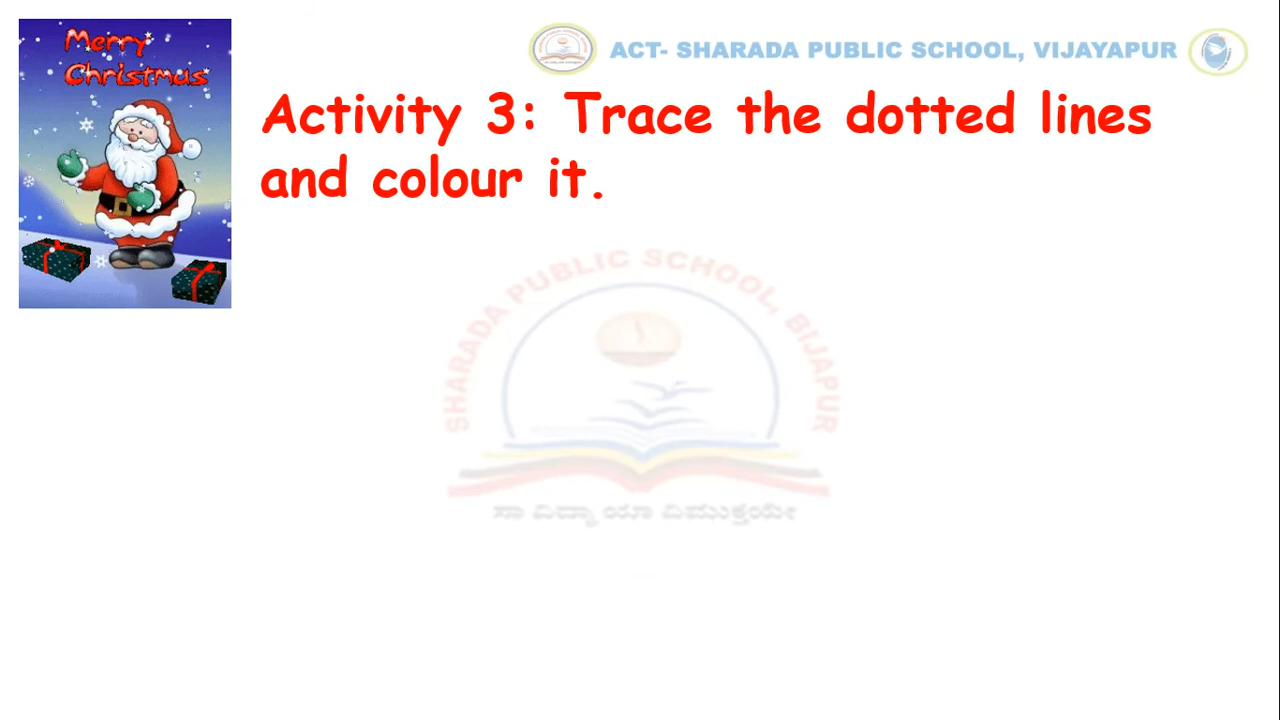 Merry
Christmas
ACT- SHARADA PUBLIC SCHOOL, VIJAYAPUR
Activity 3: Trace the dotted lines
and colour it.
SHARADA PUBLIC SCHOOL, BIJAPUR
ಸಾ ವಿದ್ಯಾ ಯಾ ವಿಮುಕ್ತಯೇ